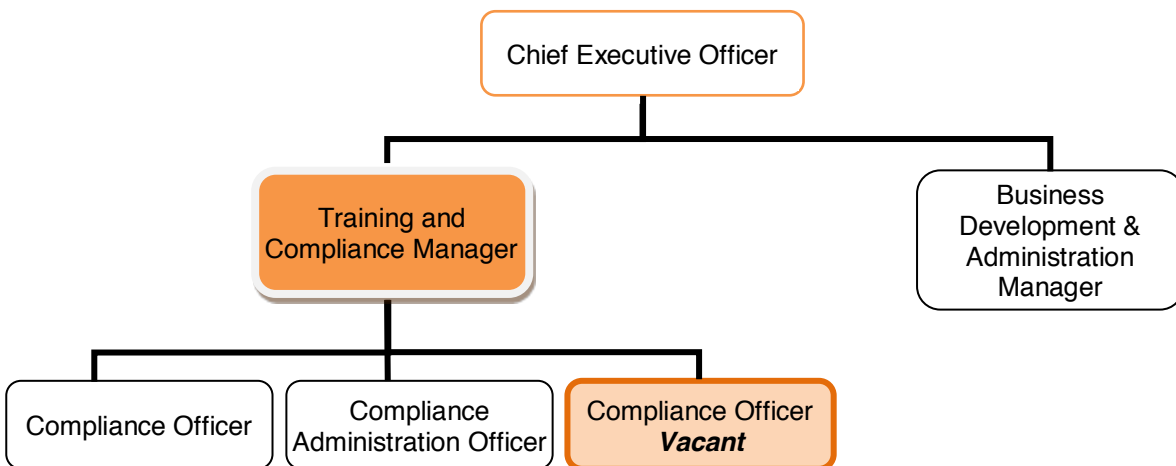 Chief Executive Officer
Training and
Compliance Manager
Business
Development &
Administration
Manager
Compliance Officer
Compliance
Administration Officer
Compliance Officer
Vacant